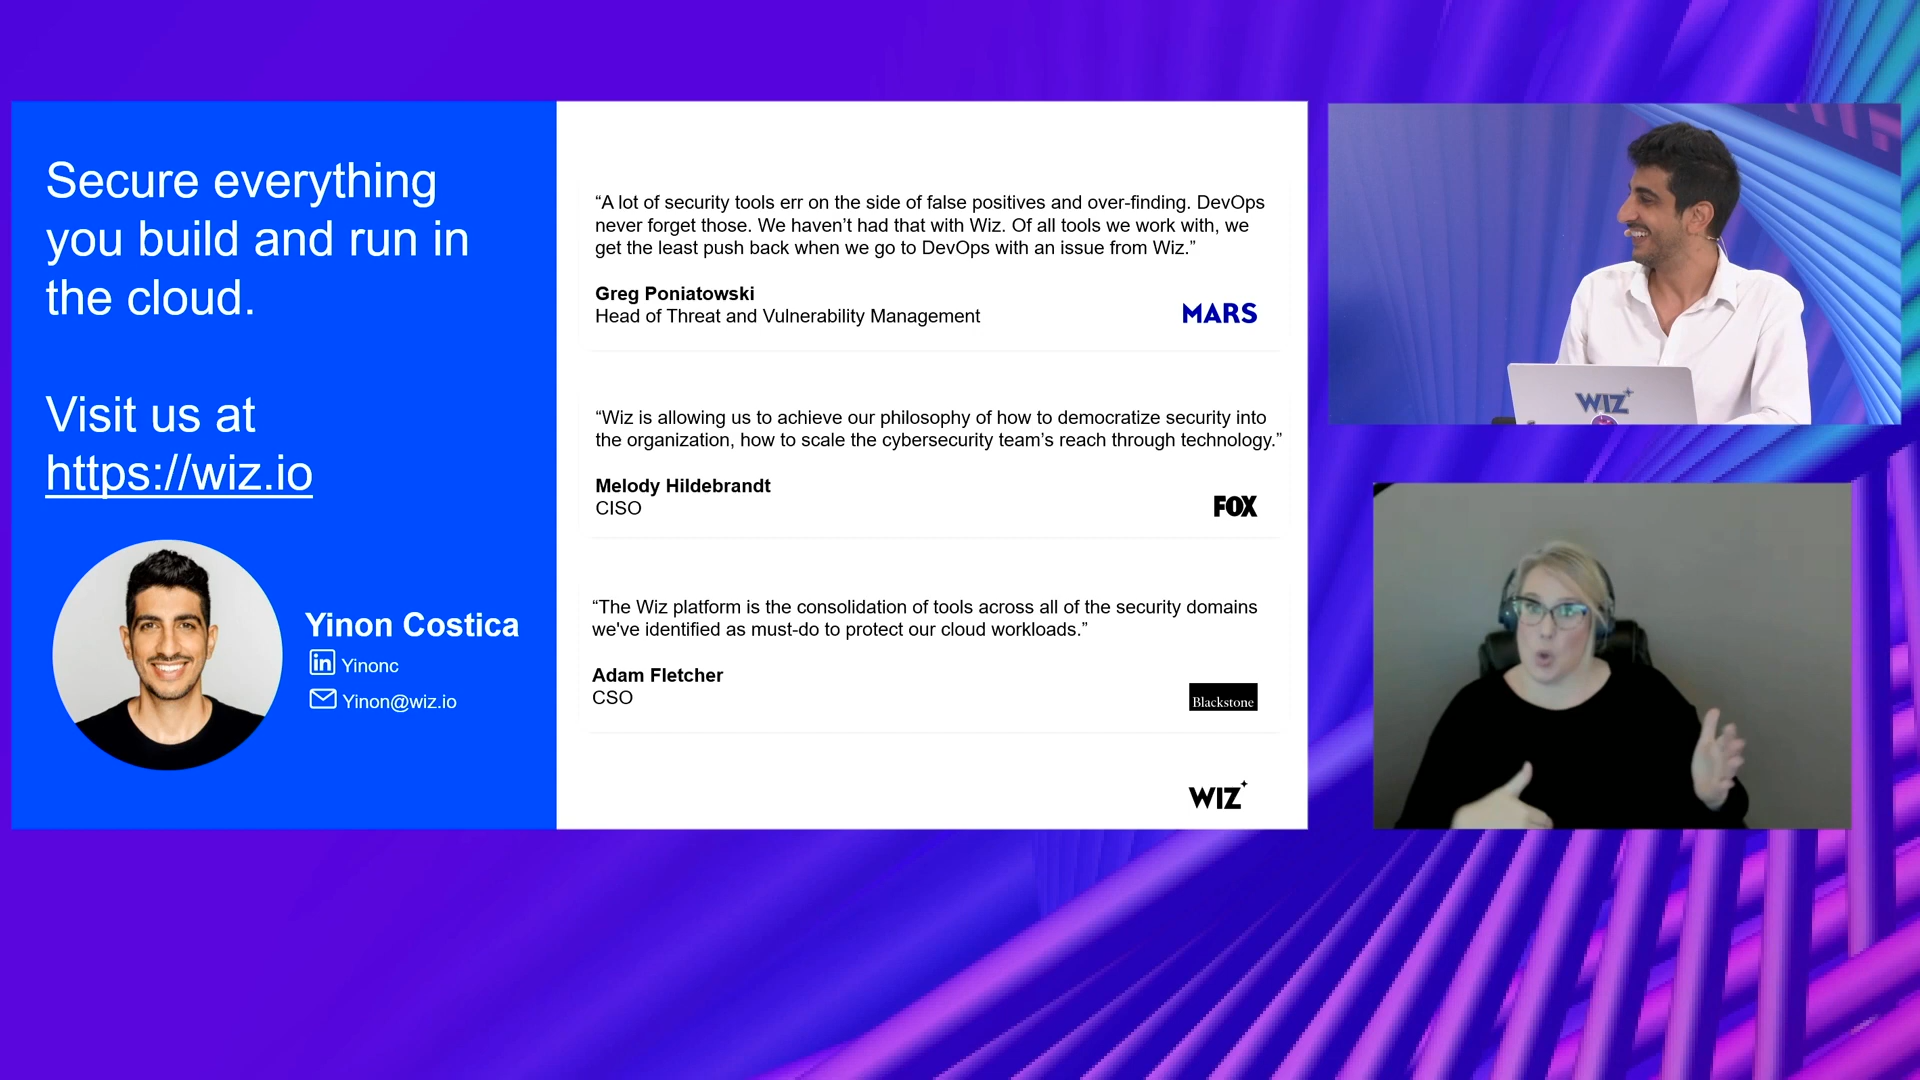 Secure everything
you build and run in
the cloud.
Visit us at
https://wiz.io
Yinon Costica
in Yinonc
Yinon@wiz.io
“A lot of security tools err on the side of false positives and over-finding. DevOps
never forget those. We haven’t had that with Wiz. Of all tools we work with, we
get the least push back when we go to DevOps with an issue from Wiz.”
Greg Poniatowski
Head of Threat and Vulnerability Management
MARS
“Wiz is allowing us to achieve our philosophy of how to democratize security into
the organization, how to scale the cybersecurity team’s reach through technology.”
Melody Hildebrandt
CISO
FOX
“The Wiz platform is the consolidation of tools across all of the security domains
we've identified as must-do to protect our cloud workloads.”
Adam Fletcher
CSO
Blackstone
WIZ
WIZ